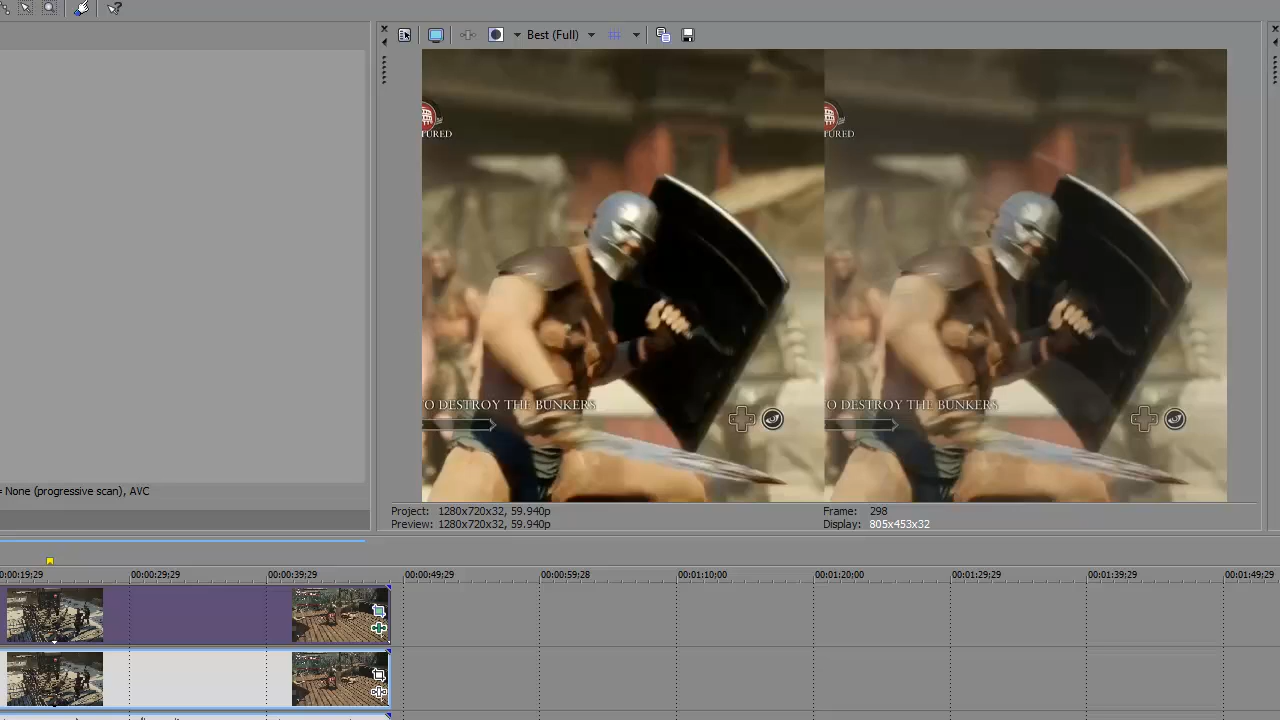 Best (Full)
TURED
TURED
TO DESTROY THE BUNKERS
TO DESTROY THE BUNKERS
= None (progressive scan), AVC
Project: 1280x720x32, 59.940p
Frame: 298
Preview: 1280x720x32, 59.940p
Display: 805x453x32
0:00:19;29
00:00:29;29
00:00:39;29
00:00:49;29
00:00:59;28
00:01:10;00
00:01:20;00
00:01:29;29
00:01:39;29
00:01:49;29